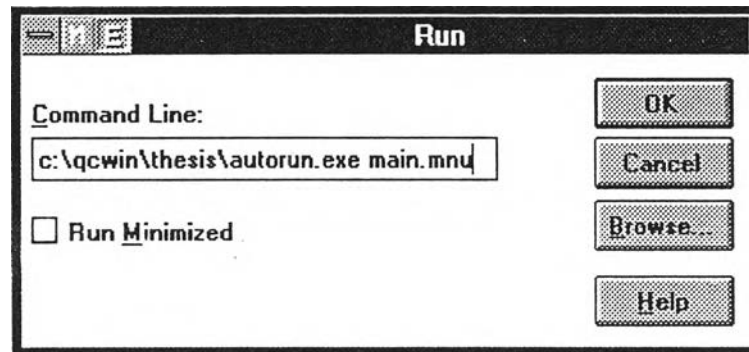 Run
Command Line:
c:\qcwin\thesis\autorun.exe main.mnu
Run Minimized
OK
Cancel
Browse...
Help